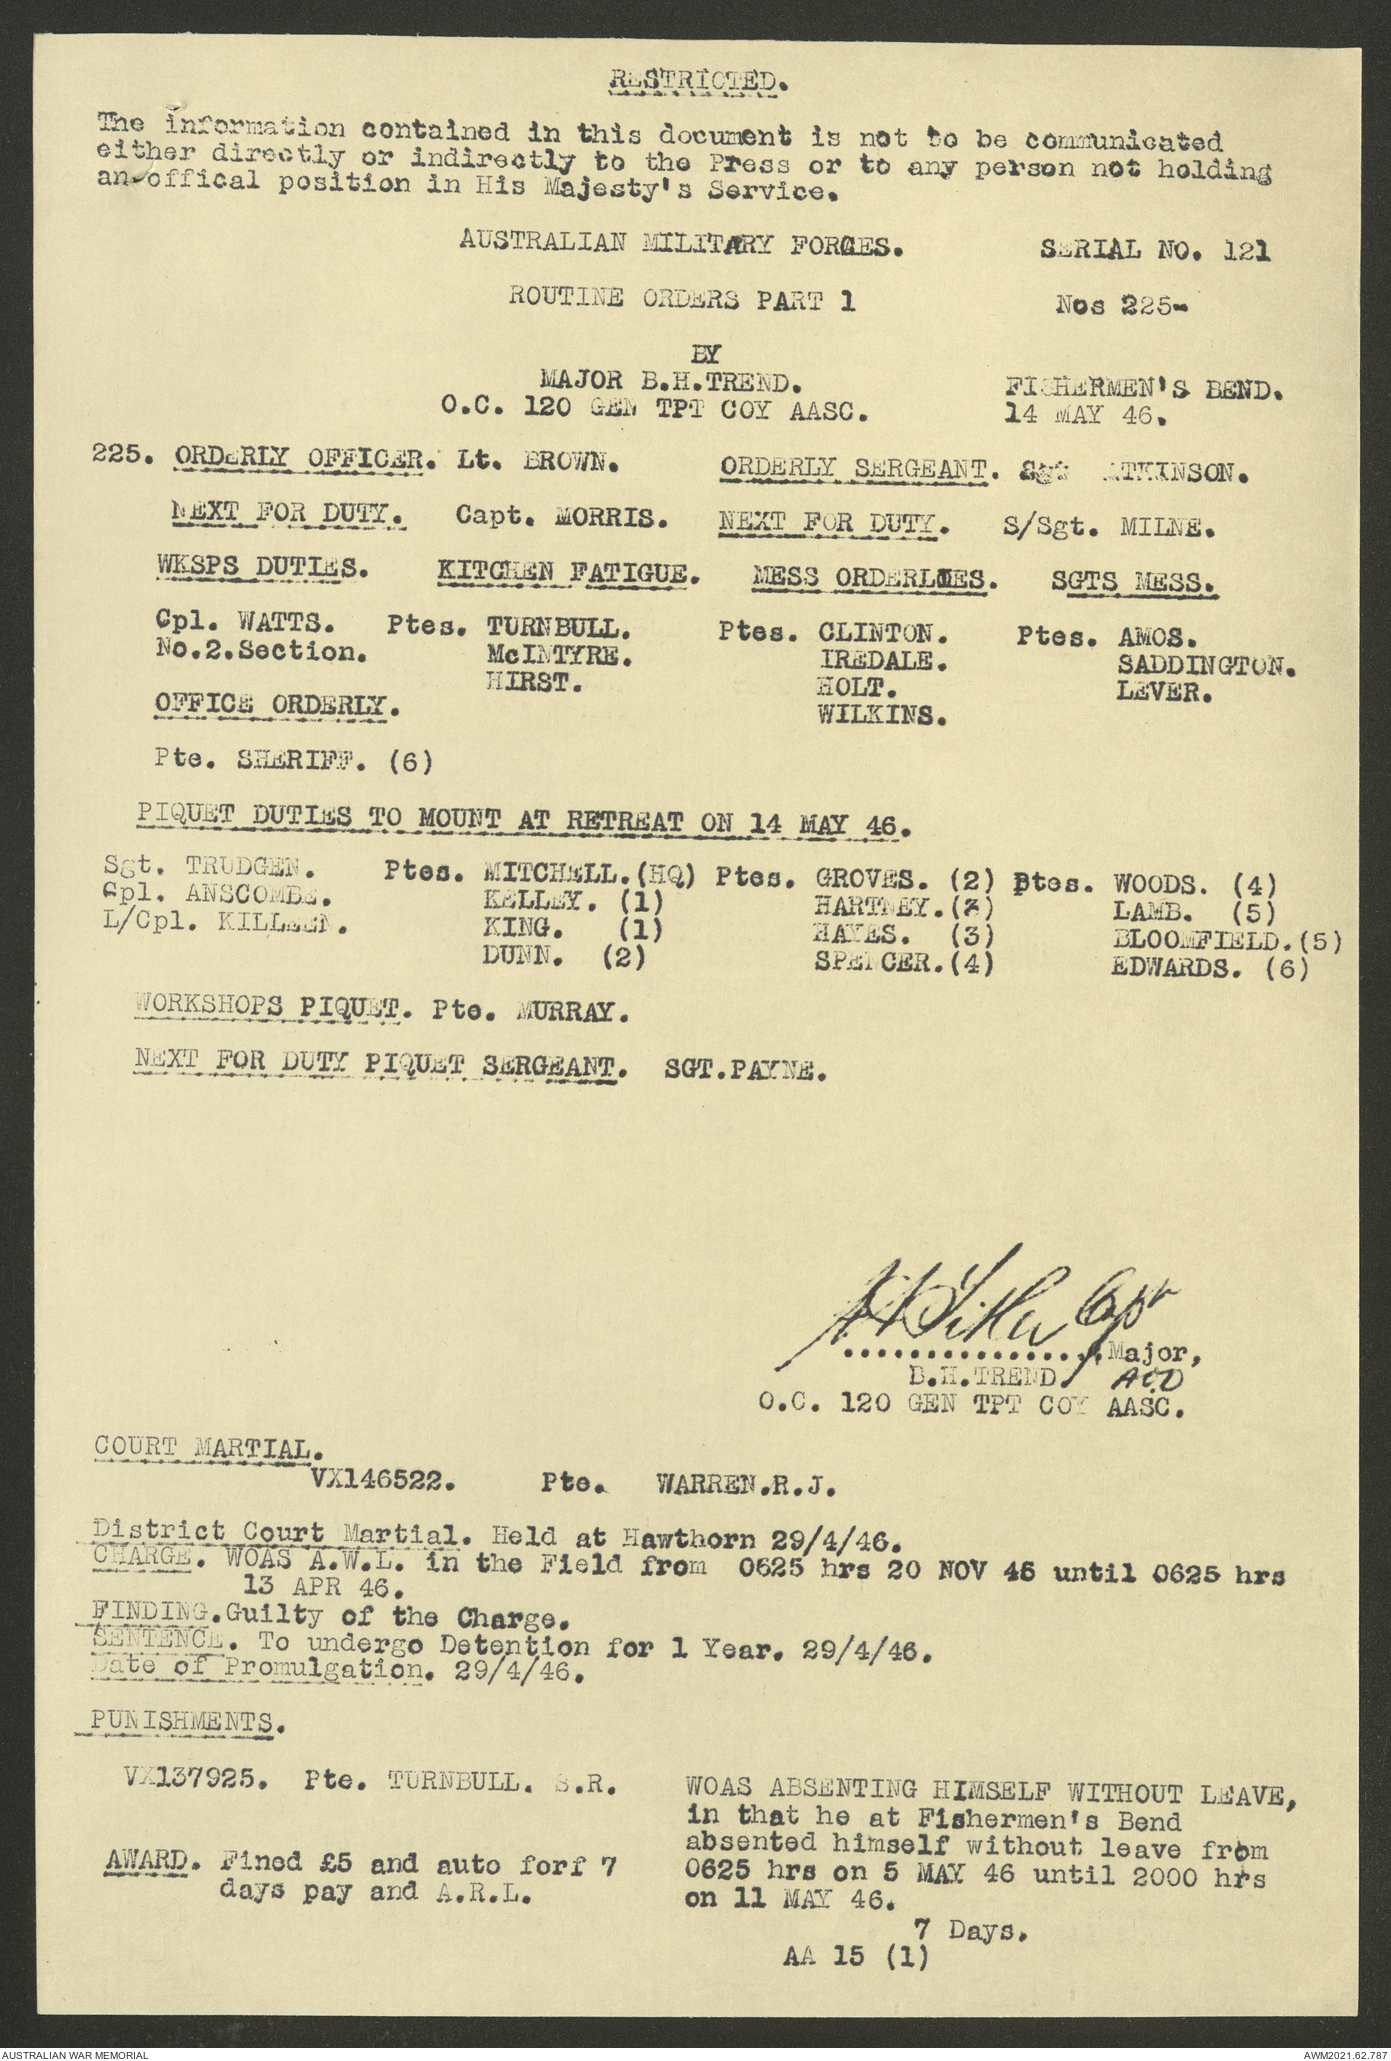 RESTRICTED.
The information contained in this document is not to be communicated
either directly or indirectly to the Press or to any person not holding
an offical position in His Majesty's Service.
AUSTRALIAN MILITARY FORCES. SERIAL NO. 121
ROUTINE ORDERS PART 1 Nos 225-
BY
MAJOR B.H.TREND. FISHERMEN'S BEND.
O.C. 120 GEN TPT COY AASC. 14 MAY 46.
225. ORDERLY OFFICER. Lt. BROWN. ORDERLY SERGEANT. Sgt ATKINSON.
NEXT FOR DUTY. Capt. MORRIS. NEXT FOR DUTY. S/Sgt. MILNE.
WKSPS DUTIES. KITCHEN FATIGUE. MESS ORDERLIES. SGTS MESS.
Cpl. WATTS. Ptes. TURNBULL. Ptes. CLINTON. Ptes. AMOS.
No.2.Section. McINTYRE. IREDALE. SADDINGTON.
HIRST. HOLT. LEVER.
OFFICE ORDERLY. WILKINS.
Pte. SHERIFF. (6)
PIQUET DUTIES TO MOUNT AT RETREAT ON 14 MAY 46.
Sgt. TRUDGEN. Ptes. MITCHELL.(HQ) Ptes. GROVES. (2) Ptes. WOODS. (4)
Cpl. ANSCOMBE. KELLEY. (1) HARTNEY.(3) LAMB. (5)
L/Cpl. KILLEEN. KING. (1) HAYES. (3) BLOOMFIELD.(5)
DUNN. (2) SPENCER.(4) EDWARDS. (6)
WORKSHOPS PIQUET. Pte. MURRAY.
NEXT FOR DUTY PIQUET SERGEANT. SGT.PAYNE.
Capt
................Major,
B.H.TREND.
O.C. 120 GEN TPT COY AASC.
COURT MARTIAL.
VX146522. Pte. WARREN.R.J.
District Court Martial. Held at Hawthorn 29/4/46.
CHARGE. WOAS A.W.L. in the Field from 0625 hrs 20 NOV 45 until 0625 hrs
13 APR 46.
FINDING.Guilty of the Charge.
SENTENCE. To undergo Detention for 1 Year. 29/4/46.
Date of Promulgation. 29/4/46.
PUNISHMENTS.
VX137925. Pte. TURNBULL. S.R. WOAS ABSENTING HIMSELF WITHOUT LEAVE,
in that he at Fishermen's Bend
absented himself without leave from
AWARD. Fined £5 and auto forf 7 0625 hrs on 5 MAY 46 until 2000 hrs
days pay and A.R.L. on 11 MAY 46.
7 Days.
AA 15 (1)
AUSTRALIAN WAR MEMORIAL AWM2021.62.787